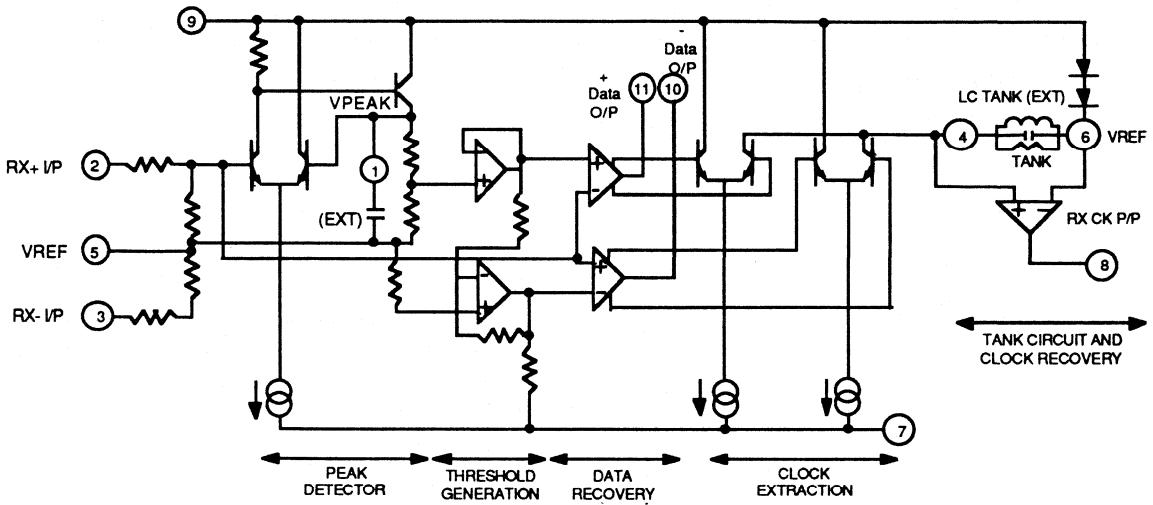 9
-
Data
O/P
+
Data
O/P
11
10
VPEAK
LC TANK (EXT)
4
6
VREF
TANK
RX+ I/P
2
1
(EXT)
+
+
-
+
-
RX CK P/P
VREF
5
8
-
+
+
-
RX- I/P
3
TANK CIRCUIT AND
CLOCK RECOVERY
7
PEAK
DETECTOR
THRESHOLD
GENERATION
DATA
RECOVERY
CLOCK
EXTRACTION